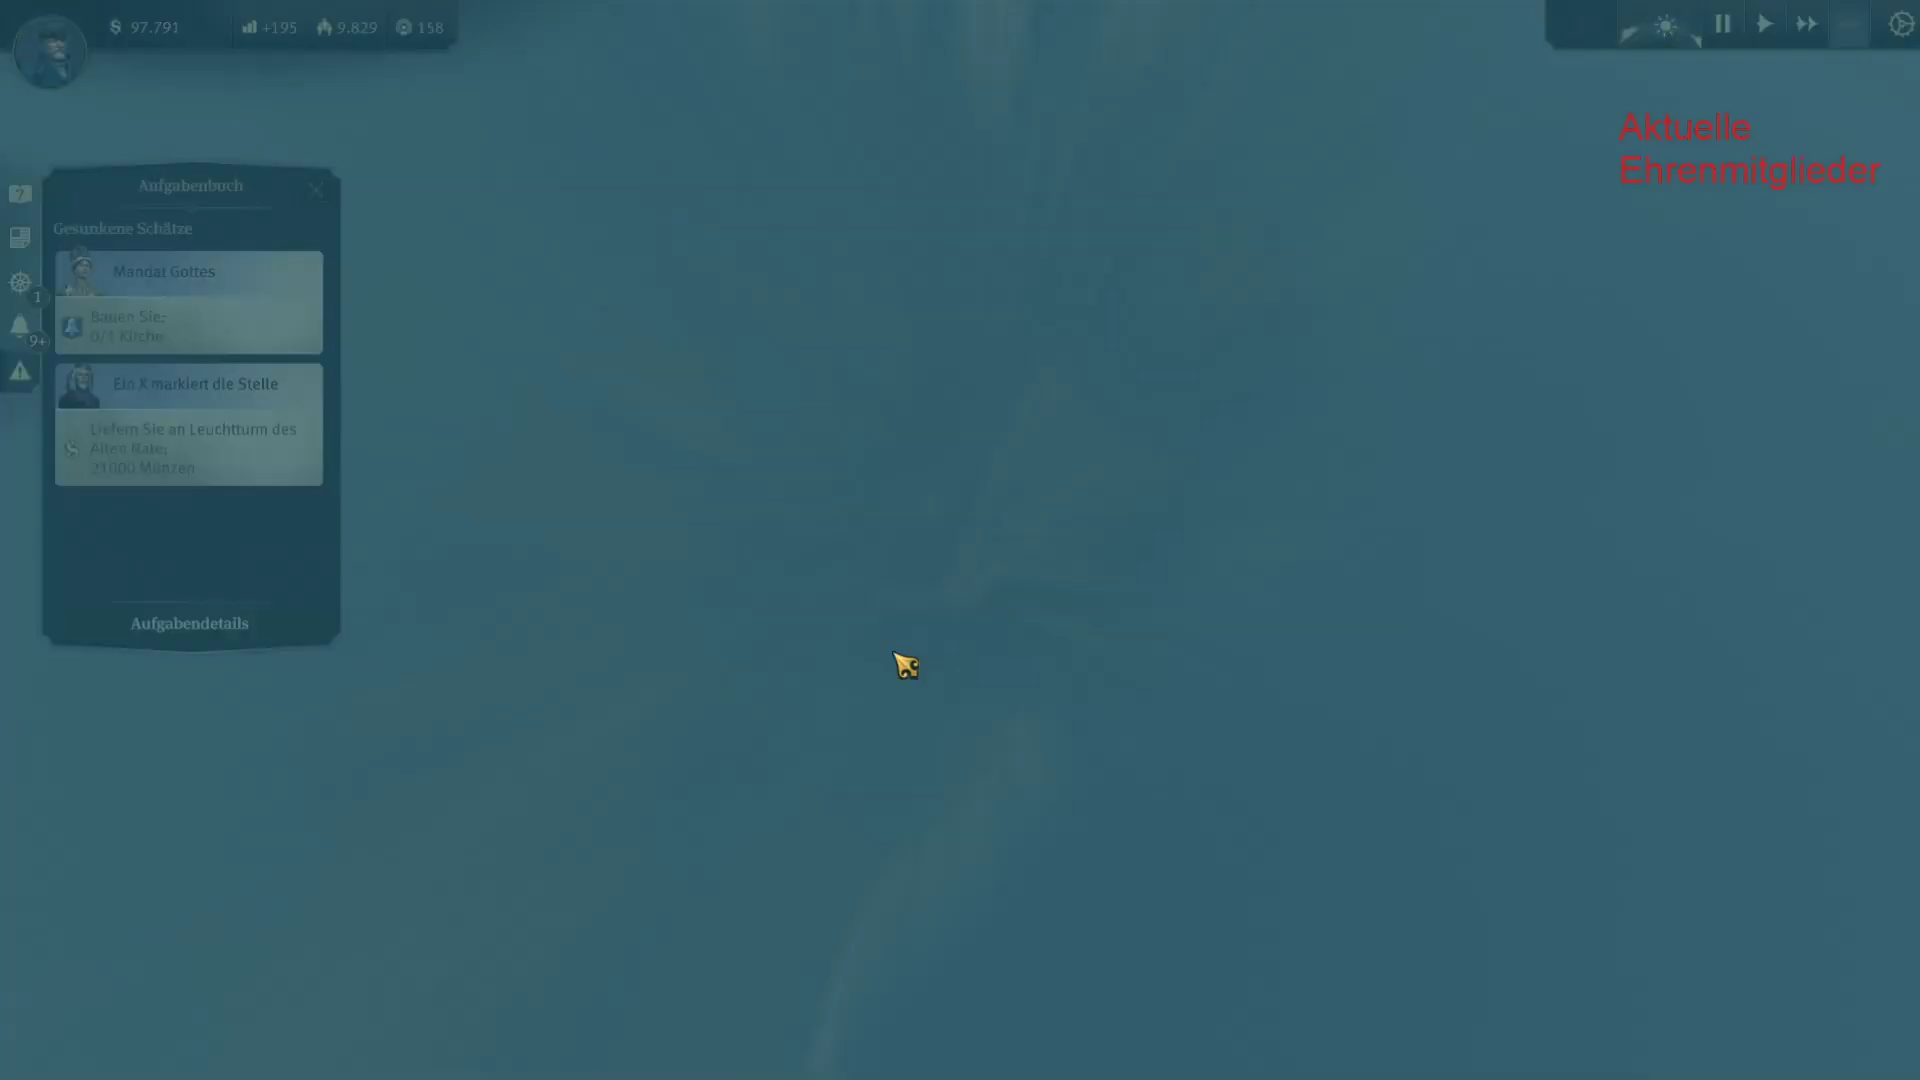 97.791 +195 9.829 158
Aktuelle
Ehrenmitglieder
Aufgabenbuch
Gesunkene Schätze
Mandat Gottes
1
Bauen Sie:
0/1 Kirche
9+
Ein X markiert die Stelle
Liefern Sie an Leuchtturm des
Alten Nate:
21000 Münzen
Aufgabendetails